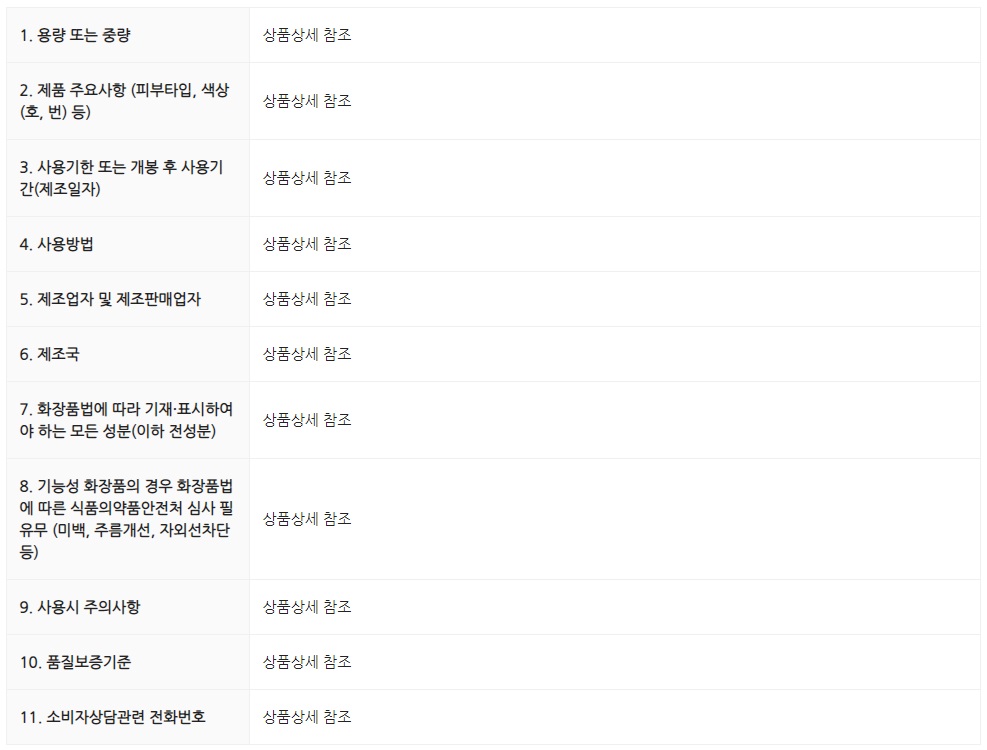 1. 용량 또는 중량
상품상세 참조
2. 제품 주요사항 (피부타입, 색상
(호, 번) 등)
상품상세 참조
3. 사용기한 또는 개봉 후 사용기
간(제조일자)
상품상세 참조
4. 사용방법
상품상세 참조
5. 제조업자 및 제조판매업자
상품상세 참조
6. 제조국
상품상세 참조
7. 화장품법에 따라 기재·표시하여
야 하는 모든 성분(이하 전성분)
상품상세 참조
8. 기능성 화장품의 경우 화장품법
에 따른 식품의약품안전처 심사 필
유무 (미백, 주름개선, 자외선차단
등)
상품상세 참조
9. 사용시 주의사항
상품상세 참조
10. 품질보증기준
상품상세 참조
11. 소비자상담관련 전화번호
상품상세 참조